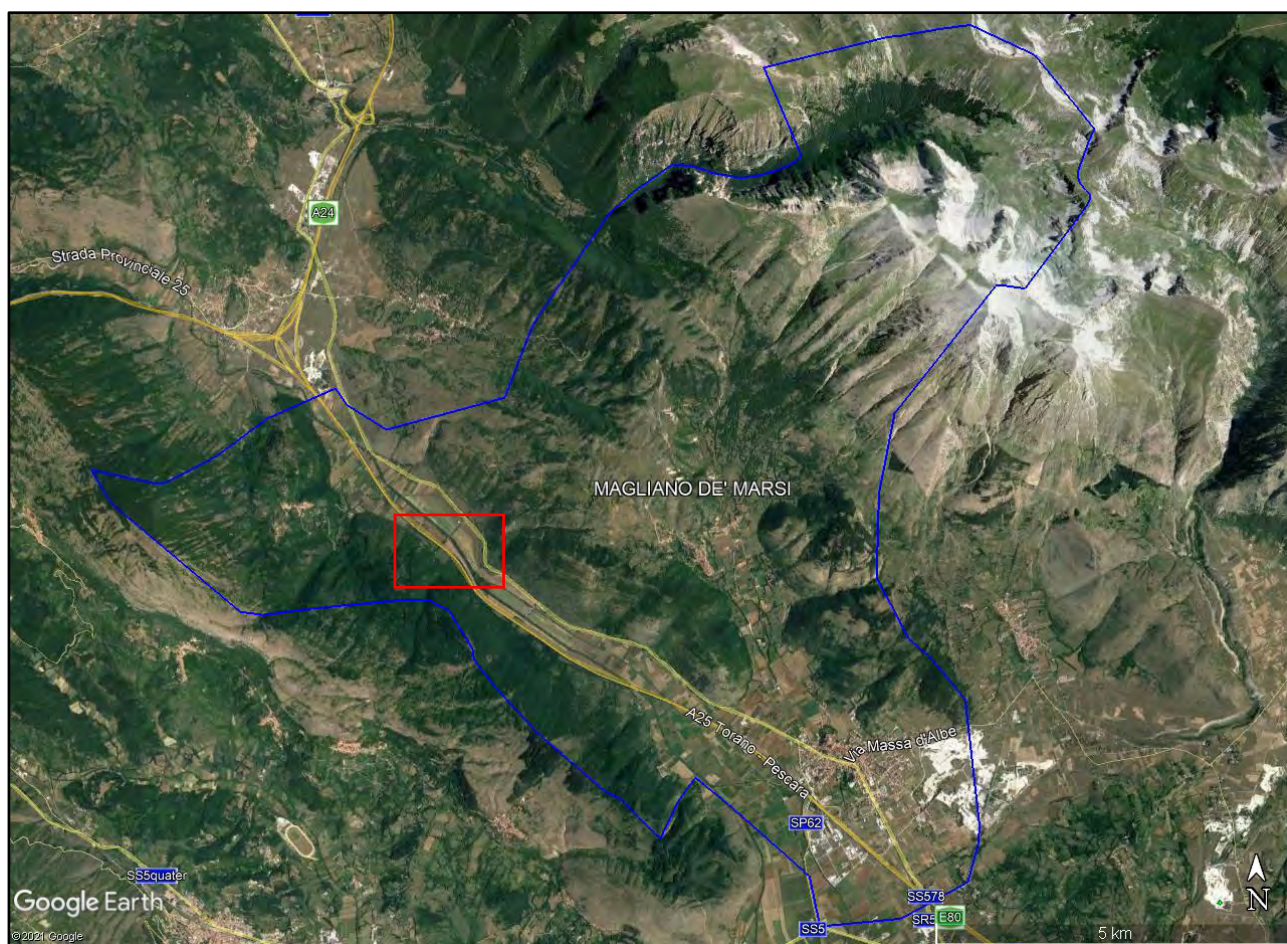 A24
Strada Provinciale 25
MAGLIANO DE' MARSI
A25 Torano - Pescara
Via Massa d'Albe
SP62
SS5quater
SS578
SR5
E80
SS5
Google Earth
N
©2021 Google
5 km